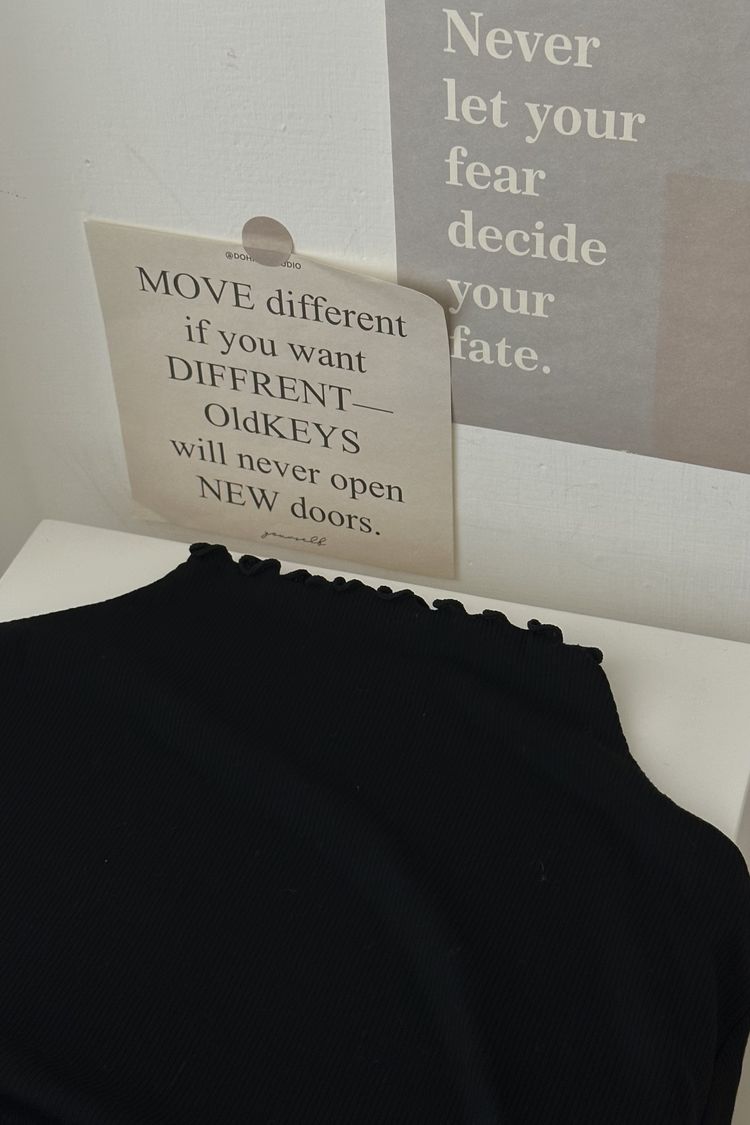 MOVE different
if you want
DIFFRENT—
OldKEYS
will never open
NEW doors.
yourself
Never
let your
fear
decide
your
fate.